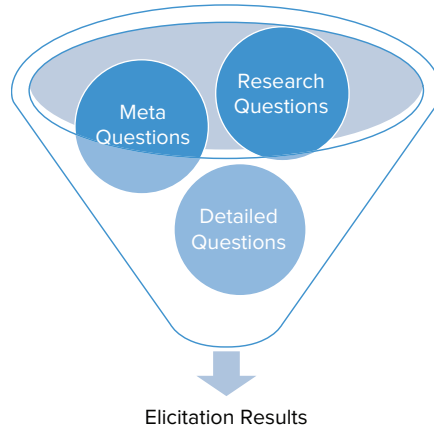 Research
Questions
Meta
Questions
Detailed
Questions
Elicitation Results